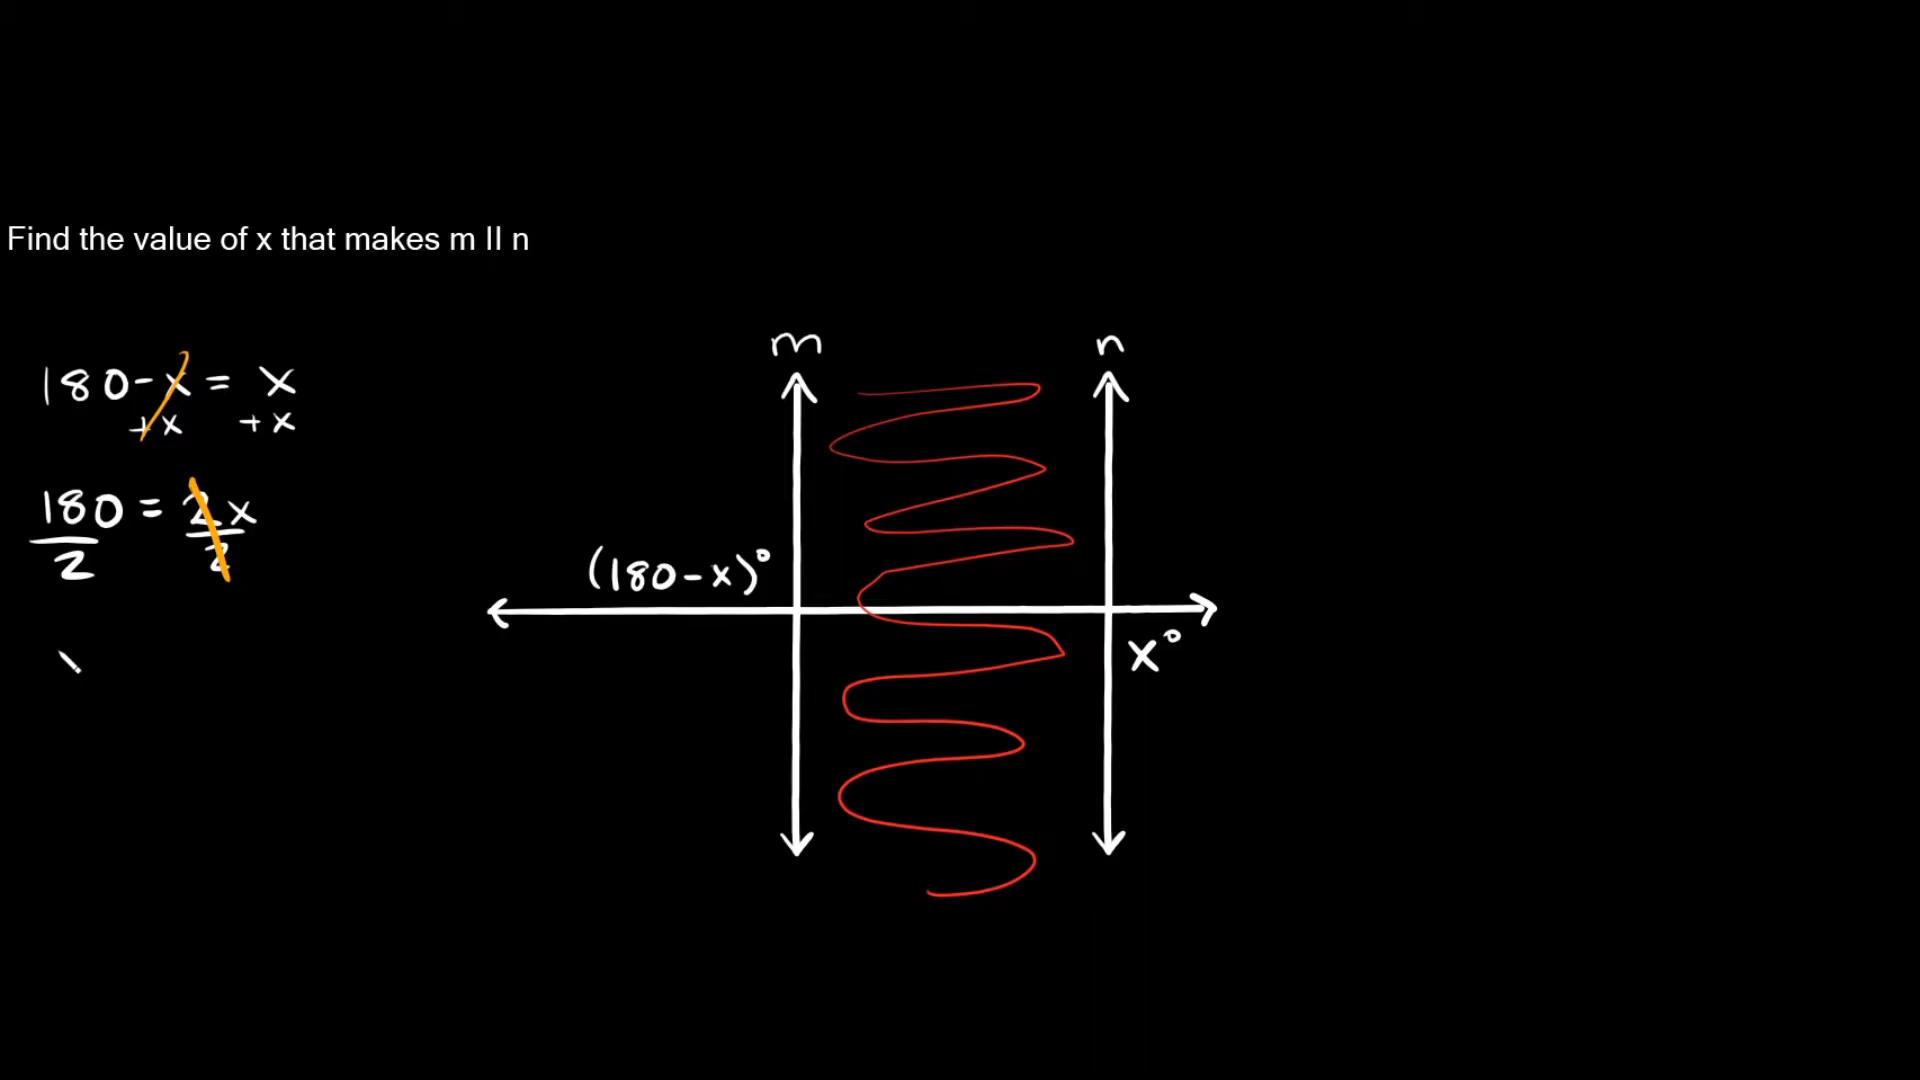 Find the value of x that makes m ll n
180-x = x
+x +x
180 = 2x
2 2
m
n
(180-x)°
x°